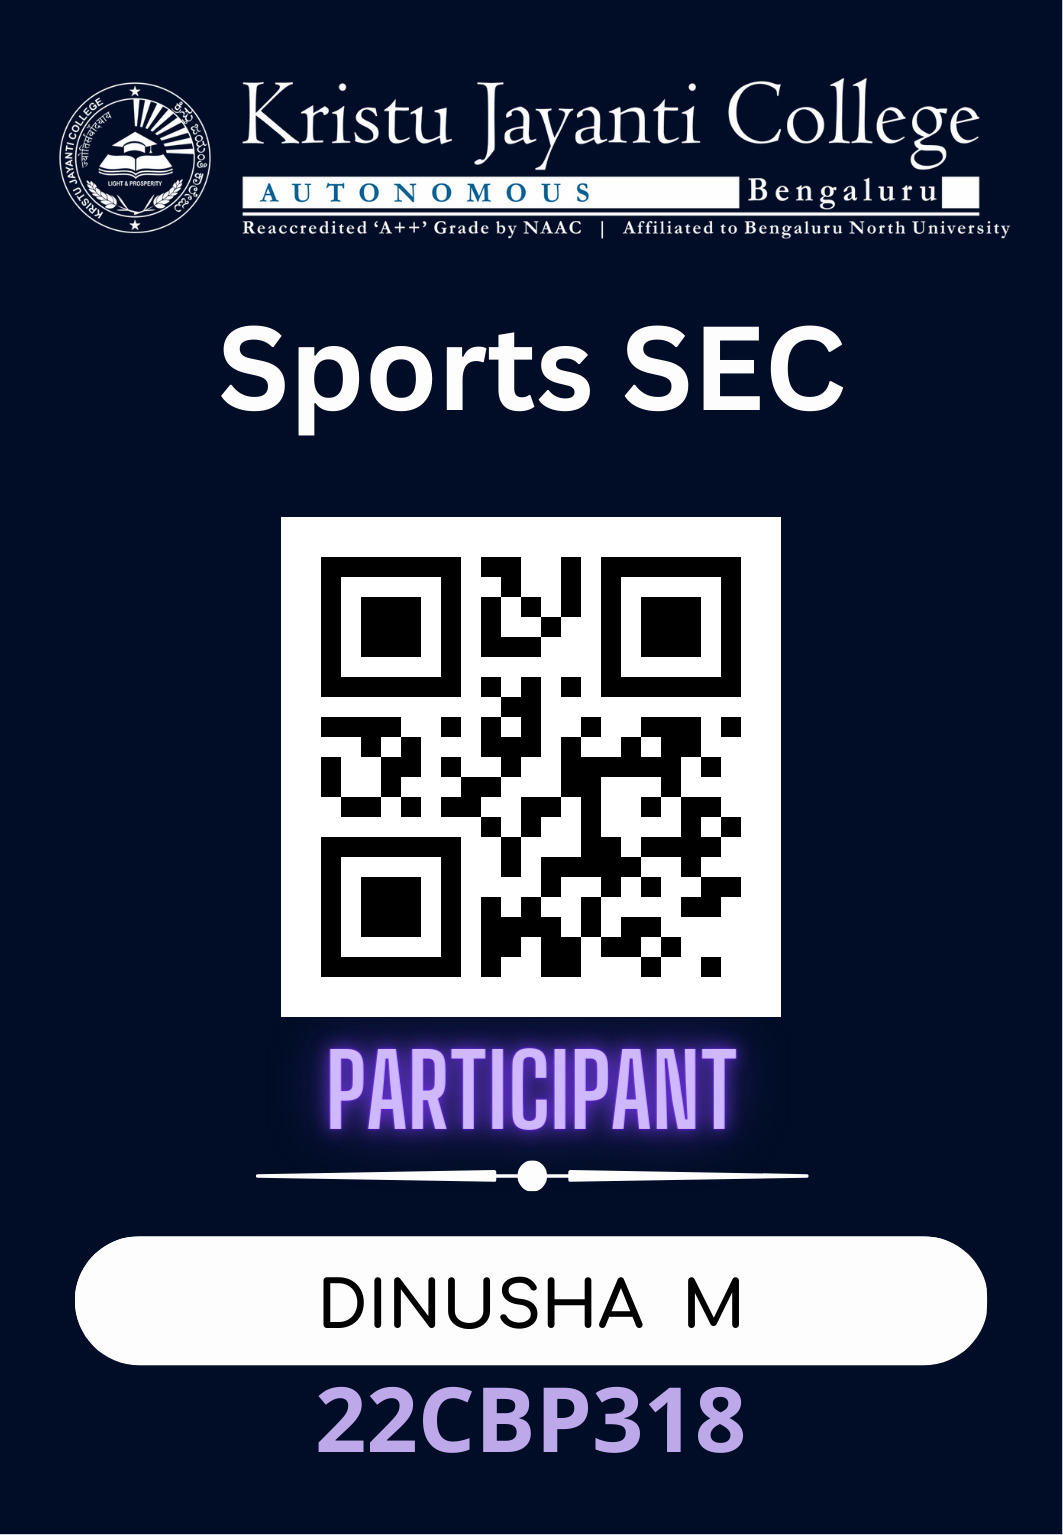 KRISTU JAYANTI COLLEGE
ಕ್ರಿಸ್ತು ಜಯಂತಿ ಕಾಲೇಜು
LIGHT & PROSPERITY
Kristu Jayanti College
AUTONOMOUS Bengaluru
Reaccredited ‘A++’ Grade by NAAC | Affiliated to Bengaluru North University
Sports SEC
PARTICIPANT
DINUSHA M
22CBP318